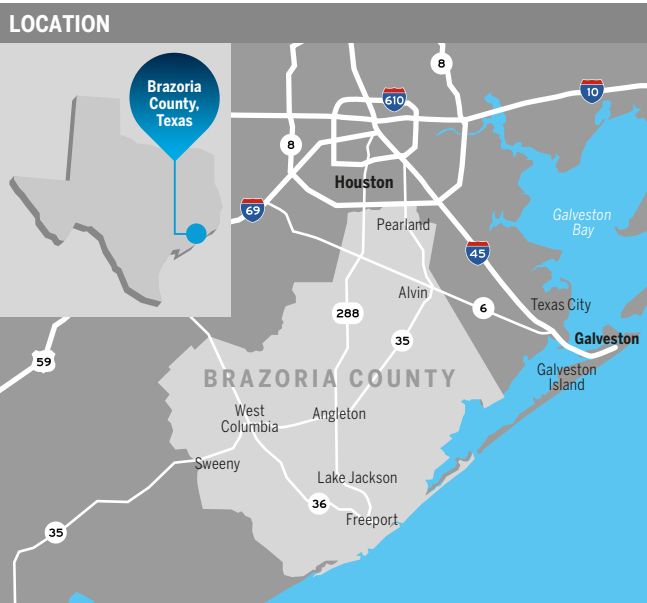 LOCATION
Brazoria
County,
Texas
8
10
610
8
Houston
69
Pearland
Galveston
Bay
45
Alvin
6
Texas City
288
35
Galveston
59
Galveston
Island
BRAZORIA COUNTY
West
Columbia
Angleton
Sweeny
Lake Jackson
36
Freeport
35